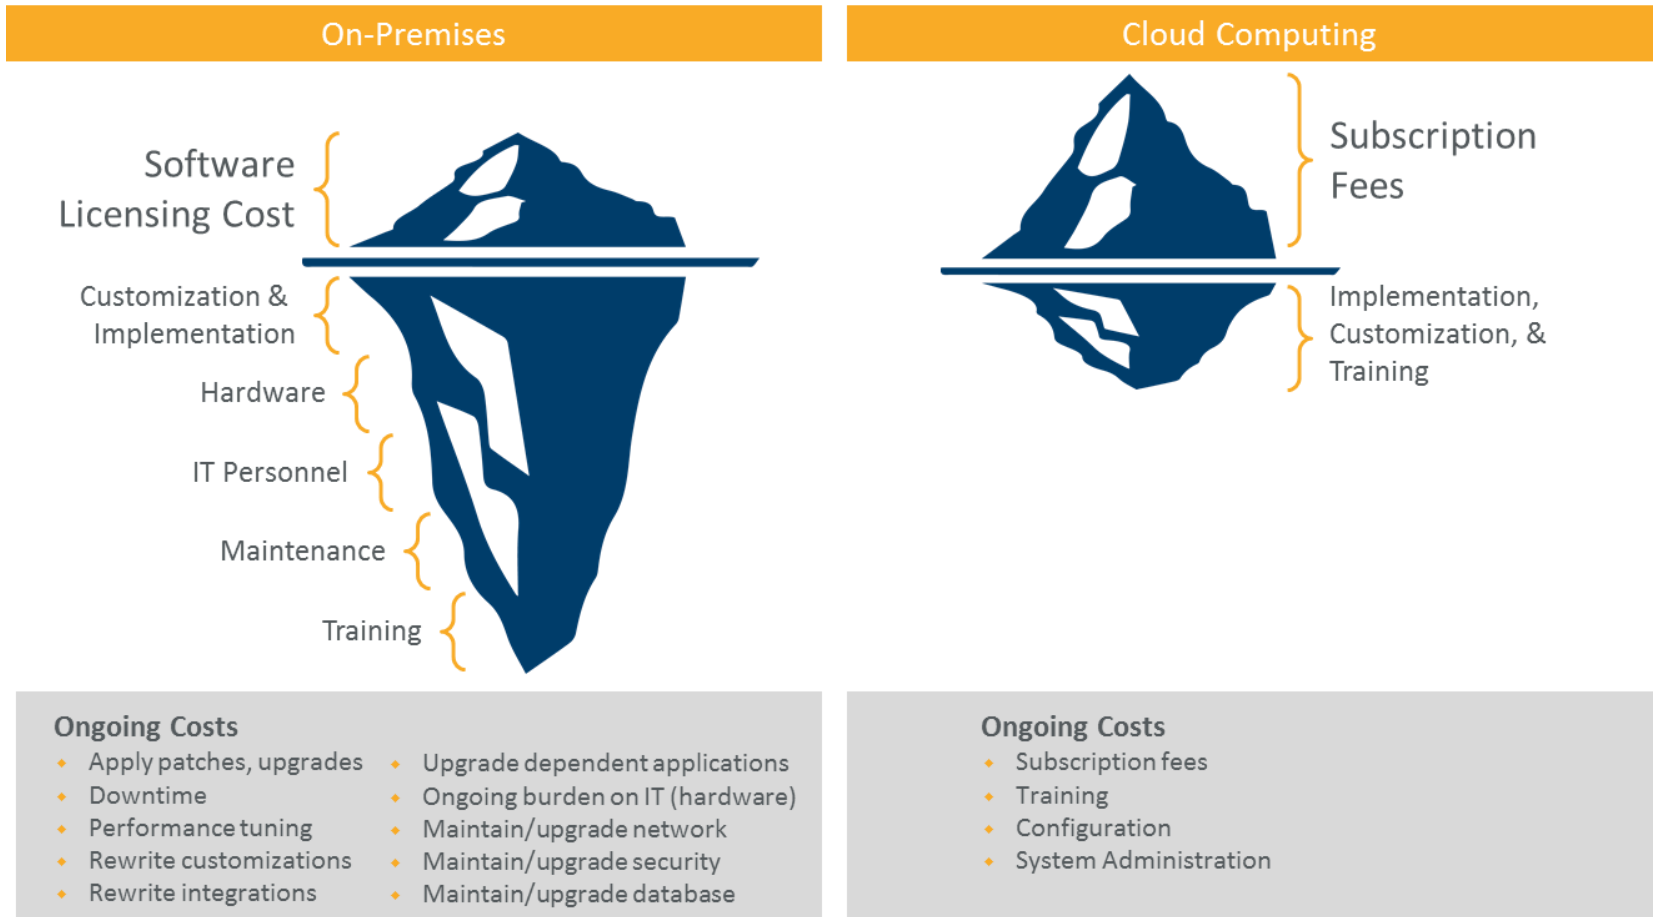 On-Premises
Software
Licensing Cost
Customization &
Implementation
Hardware
IT Personnel
Maintenance
Training
Ongoing Costs
Apply patches, upgrades
Downtime
Performance tuning
Rewrite customizations
Rewrite integrations
Upgrade dependent applications
Ongoing burden on IT (hardware)
Maintain/upgrade network
Maintain/upgrade security
Maintain/upgrade database
Cloud Computing
Subscription
Fees
Implementation,
Customization, &
Training
Ongoing Costs
Subscription fees
Training
Configuration
System Administration